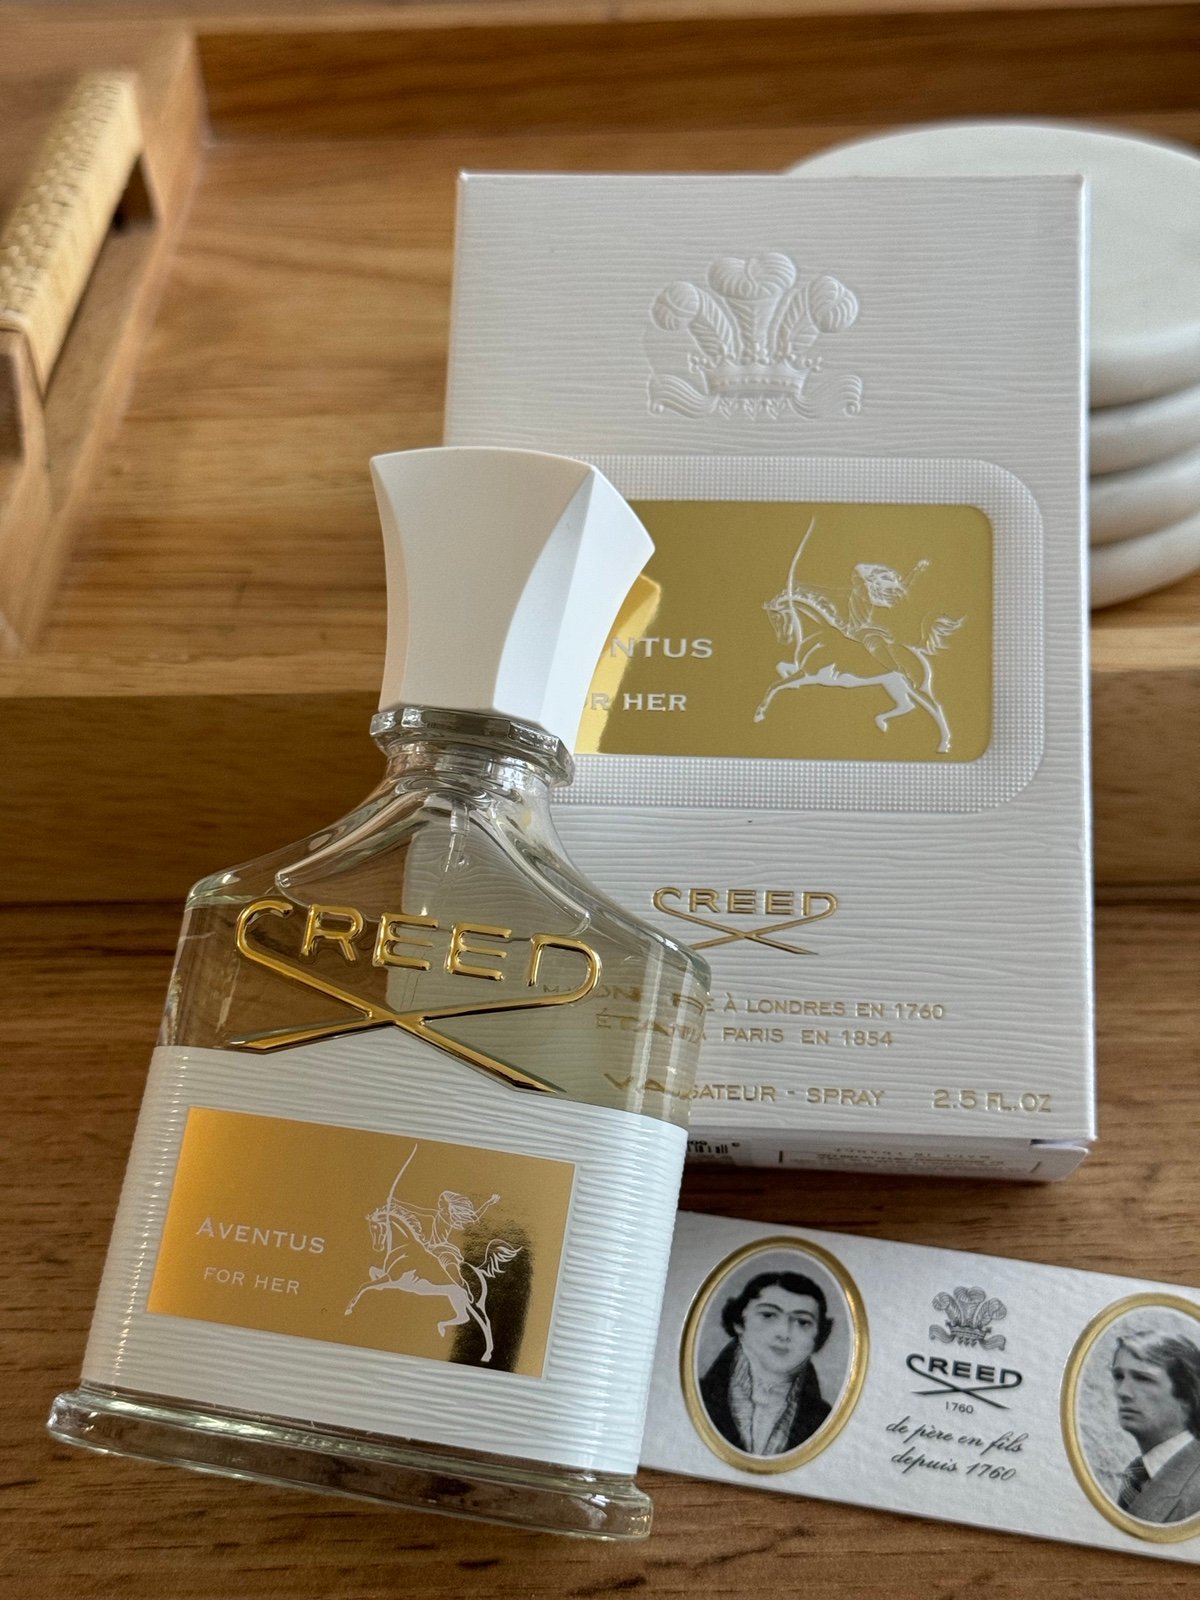 NTUS
R HER
CREED
À LONDRES EN 1760
PARIS EN 1854
SATEUR - SPRAY 2.5 FL.OZ
CREED
AVENTUS
FOR HER
CREED
1760
de père en fils
depuis 1760